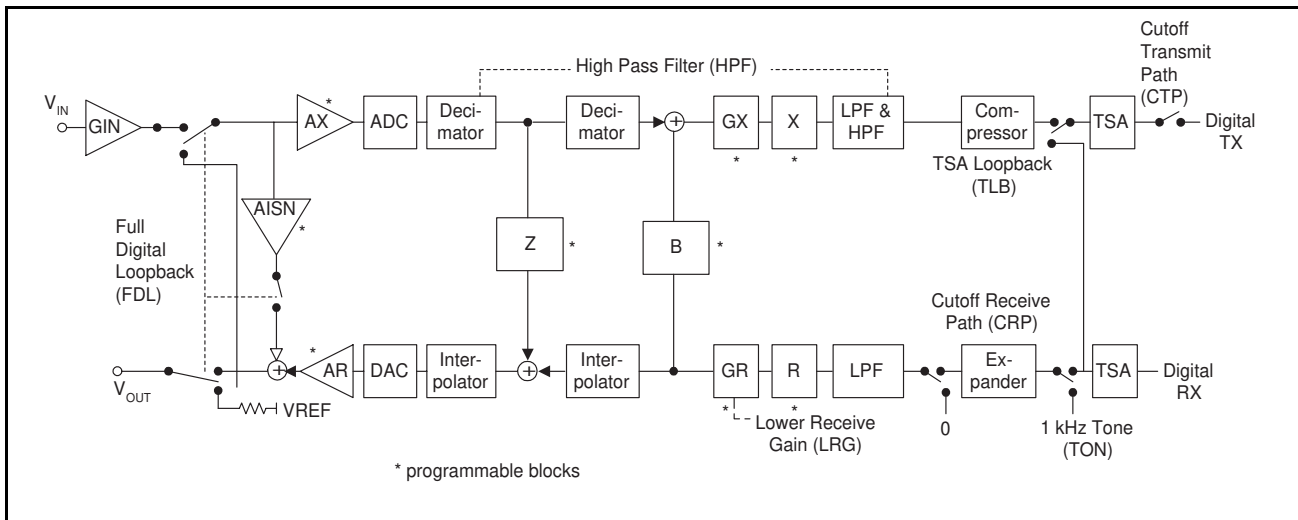 Cutoff
Transmit
Path
(CTP)
High Pass Filter (HPF)
VIN
GIN
*
AX
ADC
Deci-
mator
Deci-
mator
+
GX
*
X
*
LPF &
HPF
Com-
pressor
TSA
Digital
TX
TSA Loopback
(TLB)
AISN
*
Full
Digital
Loopback
(FDL)
Z
*
B
*
Cutoff Receive
Path (CRP)
VOUT
+
*
AR
DAC
Inter-
polator
+
Inter-
polator
GR
*
R
*
LPF
Ex-
pander
TSA
Digital
RX
VREF
Lower Receive
Gain (LRG)
0
1 kHz Tone
(TON)
* programmable blocks